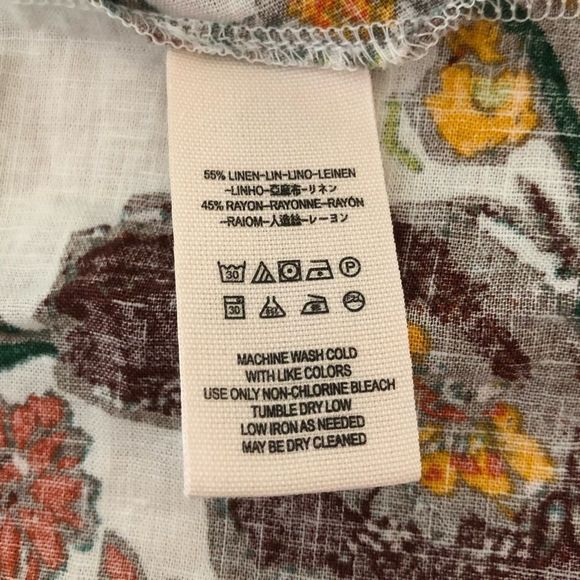 55% LINEN-LIN-LINO-LEINEN
-LINHO-亞麻布-リネン
45% RAYON-RAYONNE-RAYÓN
-RAIOM-人造絲-レーヨン
30 P
30
MACHINE WASH COLD
WITH LIKE COLORS
USE ONLY NON-CHLORINE BLEACH
TUMBLE DRY LOW
LOW IRON AS NEEDED
MAY BE DRY CLEANED